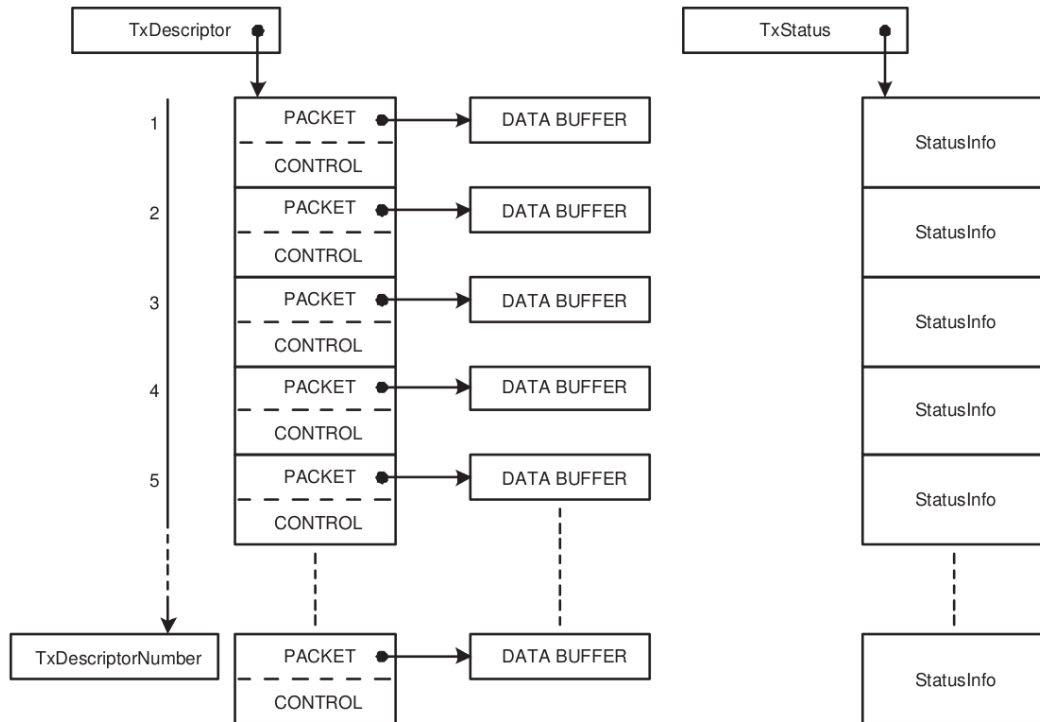 TxDescriptor
TxStatus
1
PACKET
DATA BUFFER
CONTROL
StatusInfo
2
PACKET
DATA BUFFER
CONTROL
StatusInfo
3
PACKET
DATA BUFFER
CONTROL
StatusInfo
4
PACKET
DATA BUFFER
CONTROL
StatusInfo
5
PACKET
DATA BUFFER
CONTROL
StatusInfo
TxDescriptorNumber
PACKET
DATA BUFFER
CONTROL
StatusInfo